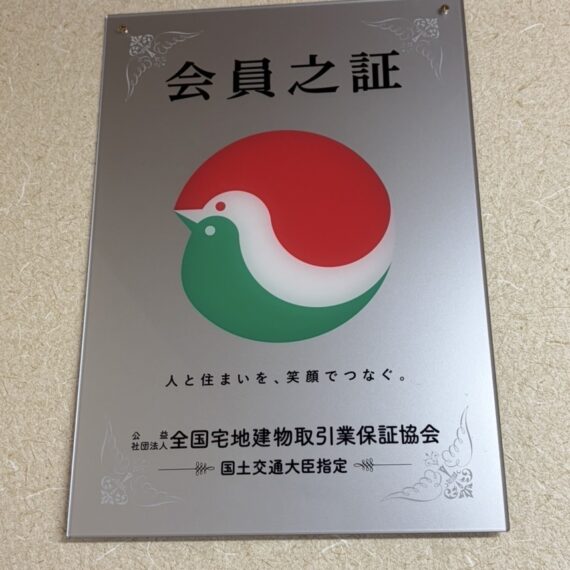 会員之証
人と住まいを、笑顔でつなぐ。
公益社団法人 全国宅地建物取引業保証協会
国土交通大臣指定